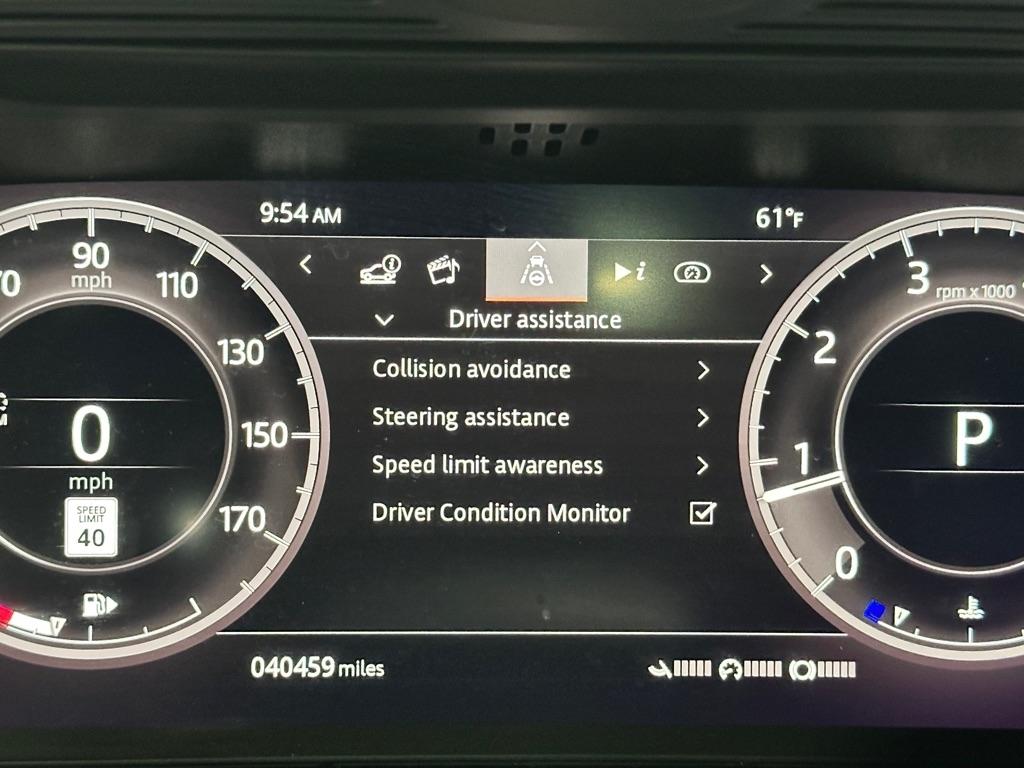 9:54 AM
61°F
90
mph
110
130
150
170
0
mph
SPEED
LIMIT
40
i
Driver assistance
Collision avoidance
Steering assistance
Speed limit awareness
Driver Condition Monitor
3
rpm x 1000
2
1
0
P
040459 miles